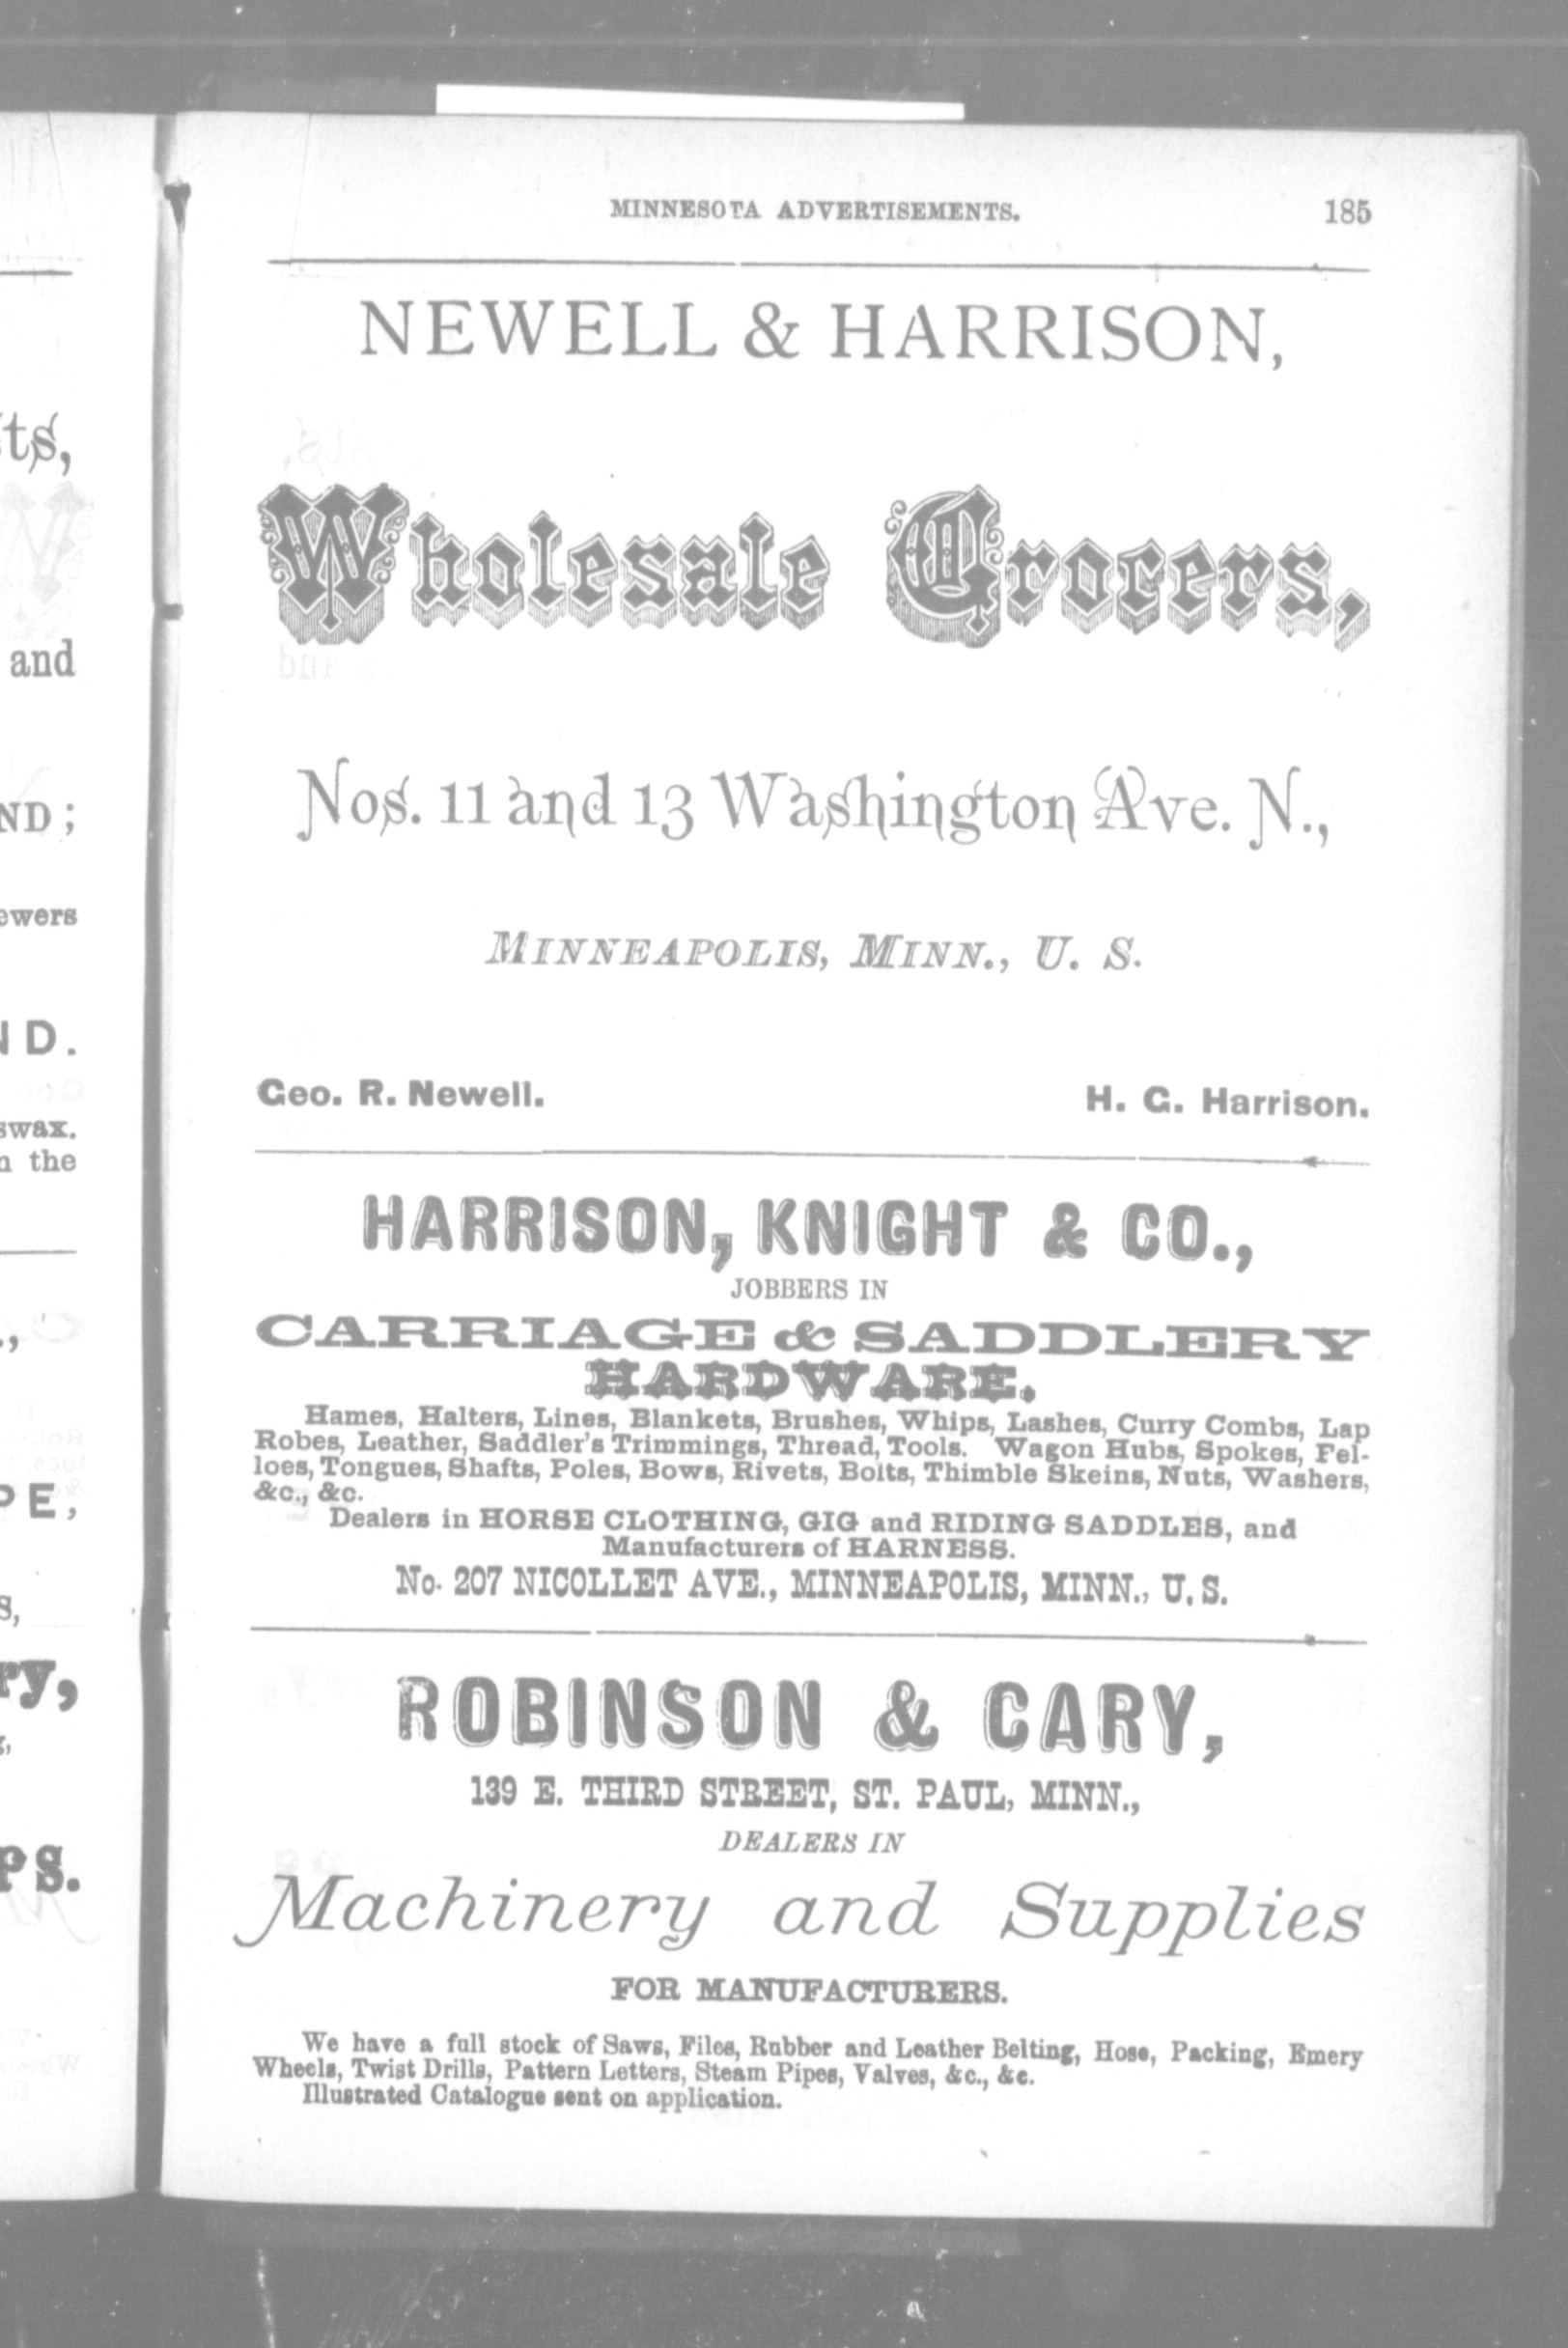 MINNESOTA ADVERTISEMENTS. 185
NEWELL & HARRISON,
Wholesale Grocers,
Nos. 11 and 13 Washington Ave. N.,
MINNEAPOLIS, MINN., U. S.
Geo. R. Newell. H. G. Harrison.
HARRISON, KNIGHT & CO.,
JOBBERS IN
CARRIAGE & SADDLERY
HARDWARE.
Hames, Halters, Lines, Blankets, Brushes, Whips, Lashes, Curry Combs, Lap
Robes, Leather, Saddler's Trimmings, Thread, Tools. Wagon Hubs, Spokes, Fel-
loes, Tongues, Shafts, Poles, Bows, Rivets, Bolts, Thimble Skeins, Nuts, Washers,
&c., &c.
Dealers in HORSE CLOTHING, GIG and RIDING SADDLES, and
Manufacturers of HARNESS.
No. 207 NICOLLET AVE., MINNEAPOLIS, MINN., U. S.
ROBINSON & CARY,
139 E. THIRD STREET, ST. PAUL, MINN.,
DEALERS IN
Machinery and Supplies
FOR MANUFACTURERS.
We have a full stock of Saws, Files, Rubber and Leather Belting, Hose, Packing, Emery
Wheels, Twist Drills, Pattern Letters, Steam Pipes, Valves, &c., &c.
Illustrated Catalogue sent on application.